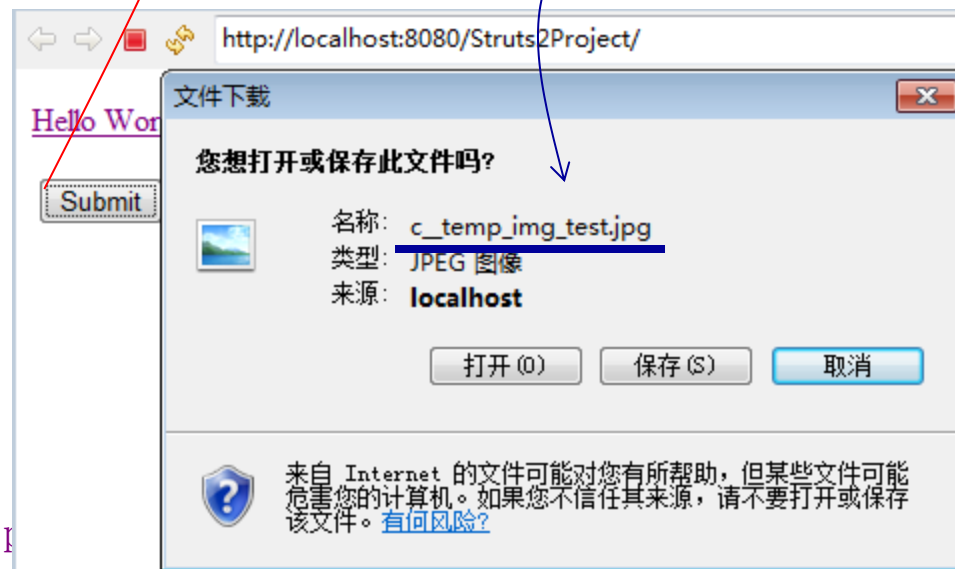 http://localhost:8080/Struts2Project/
文件下载
Hello Wor
您想打开或保存此文件吗?
Submit
名称: c__temp_img_test.jpg
类型: JPEG 图像
来源: localhost
打开(O) 保存(S) 取消
来自 Internet 的文件可能对您有所帮助，但某些文件可能
危害您的计算机。如果您不信任其来源，请不要打开或保存
该文件。有何风险?